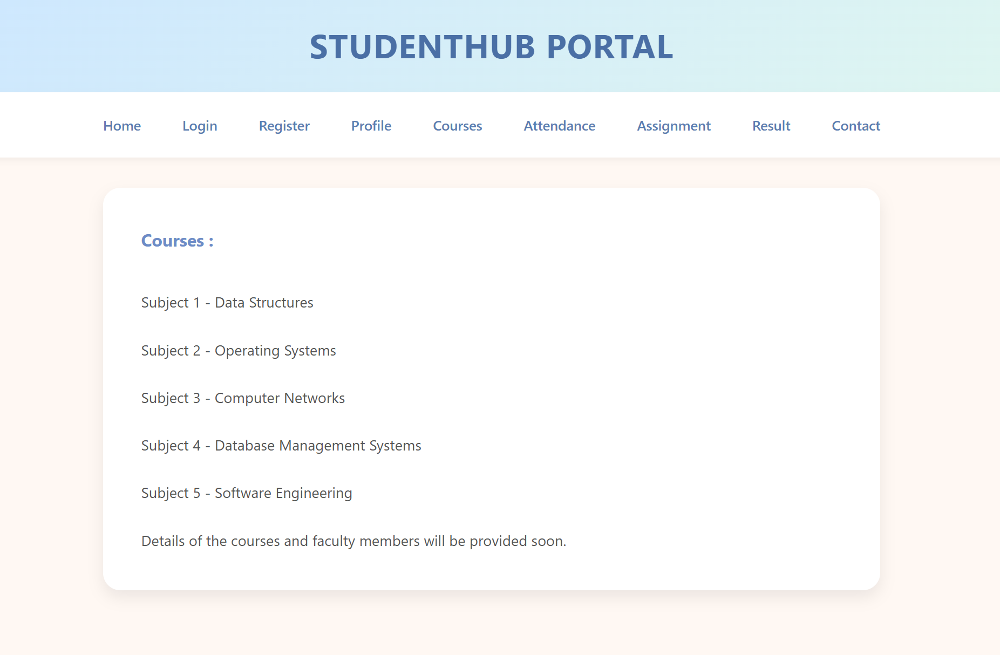 STUDENTHUB PORTAL
Home Login Register Profile Courses Attendance Assignment Result Contact
Courses :
Subject 1 - Data Structures
Subject 2 - Operating Systems
Subject 3 - Computer Networks
Subject 4 - Database Management Systems
Subject 5 - Software Engineering
Details of the courses and faculty members will be provided soon.